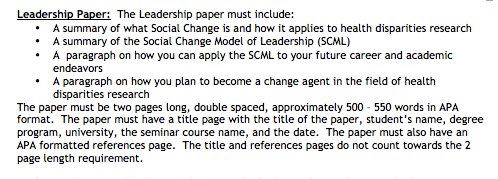 Leadership Paper: The Leadership paper must include:
• A summary of what Social Change is and how it applies to health disparities research
• A summary of the Social Change Model of Leadership (SCML)
• A paragraph on how you can apply the SCML to your future career and academic
endeavors
• A paragraph on how you plan to become a change agent in the field of health
disparities research
The paper must be two pages long, double spaced, approximately 500 - 550 words in APA
format. The paper must have a title page with the title of the paper, student's name, degree
program, university, the seminar course name, and the date. The paper must also have an
APA formatted references page. The title and references pages do not count towards the 2
page length requirement.